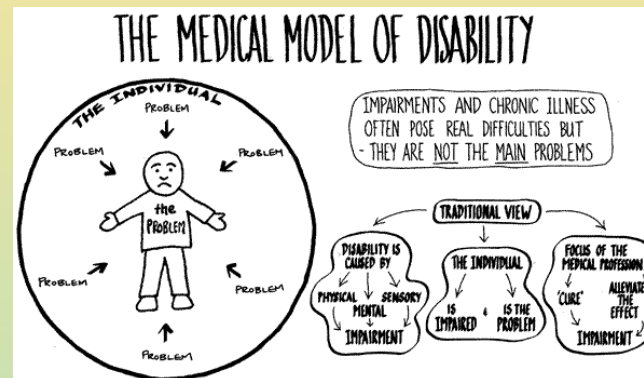 THE MEDICAL MODEL OF DISABILITY
THE INDIVIDUAL
PROBLEM
PROBLEM
PROBLEM
the
PROBLEM
PROBLEM
PROBLEM
PROBLEM
IMPAIRMENTS AND CHRONIC ILLNESS
OFTEN POSE REAL DIFFICULTIES BUT
- THEY ARE NOT THE MAIN PROBLEMS
TRADITIONAL VIEW
DISABILITY IS
CAUSED BY
PHYSICAL
SENSORY
MENTAL
IMPAIRMENT
THE INDIVIDUAL
IS
IMPAIRED
&
IS THE
PROBLEM
FOCUS OF THE
MEDICAL PROFESSION
"CURE"
ALLEVIATE
THE
EFFECT
IMPAIRMENT